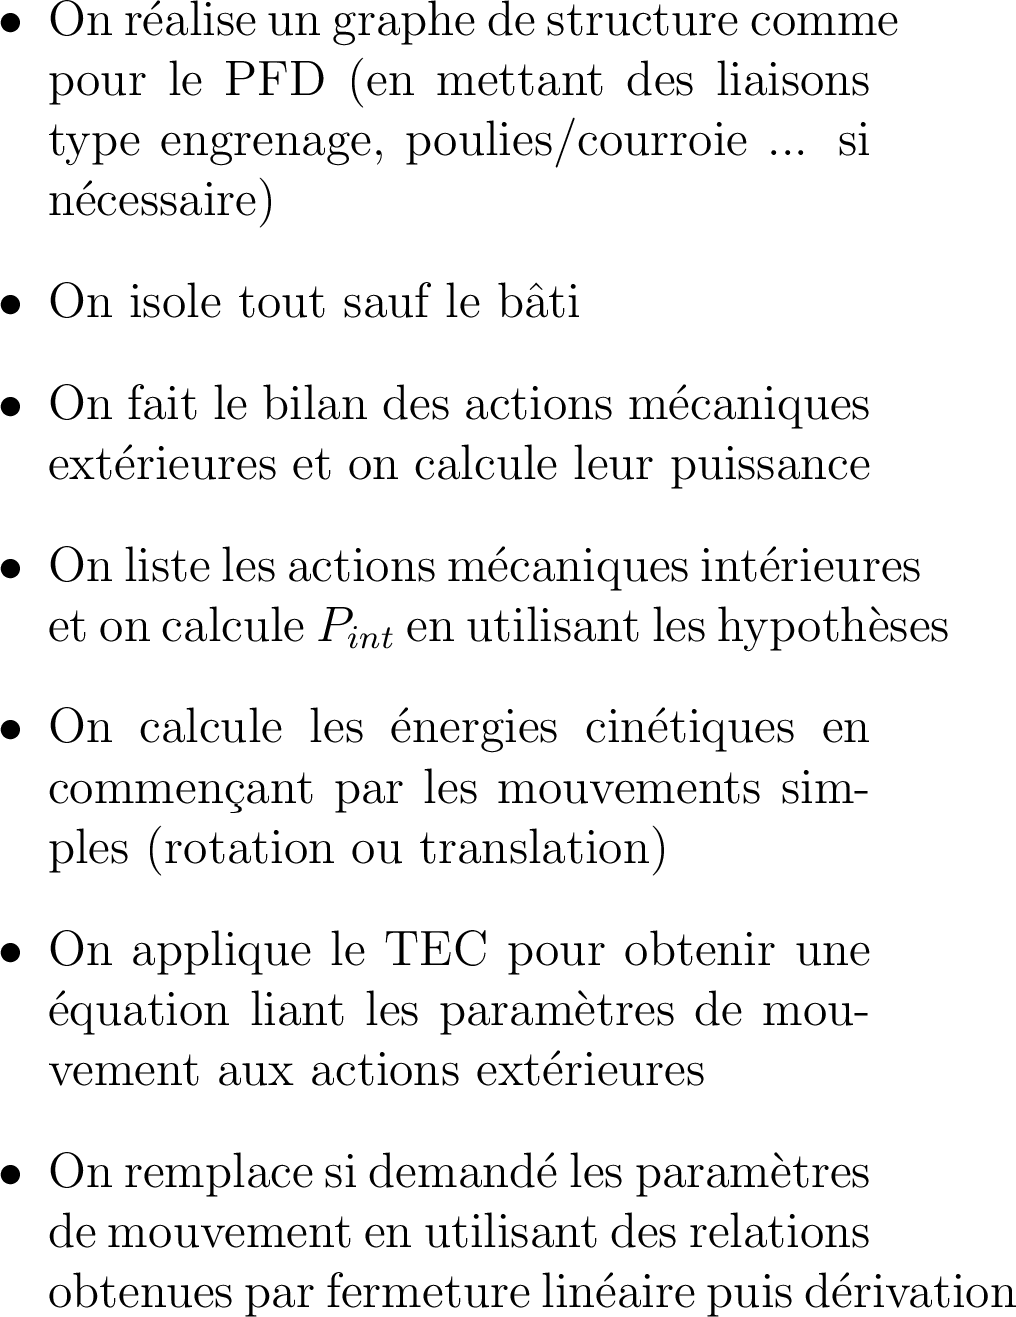 • On réalise un graphe de structure comme
pour le PFD (en mettant des liaisons
type engrenage, poulies/courroie ... si
nécessaire)
• On isole tout sauf le bâti
• On fait le bilan des actions mécaniques
extérieures et on calcule leur puissance
• On liste les actions mécaniques intérieures
et on calcule $P_{int}$ en utilisant les hypothèses
• On calcule les énergies cinétiques en
commençant par les mouvements sim-
ples (rotation ou translation)
• On applique le TEC pour obtenir une
équation liant les paramètres de mou-
vement aux actions extérieures
• On remplace si demandé les paramètres
de mouvement en utilisant des relations
obtenues par fermeture linéaire puis dérivation